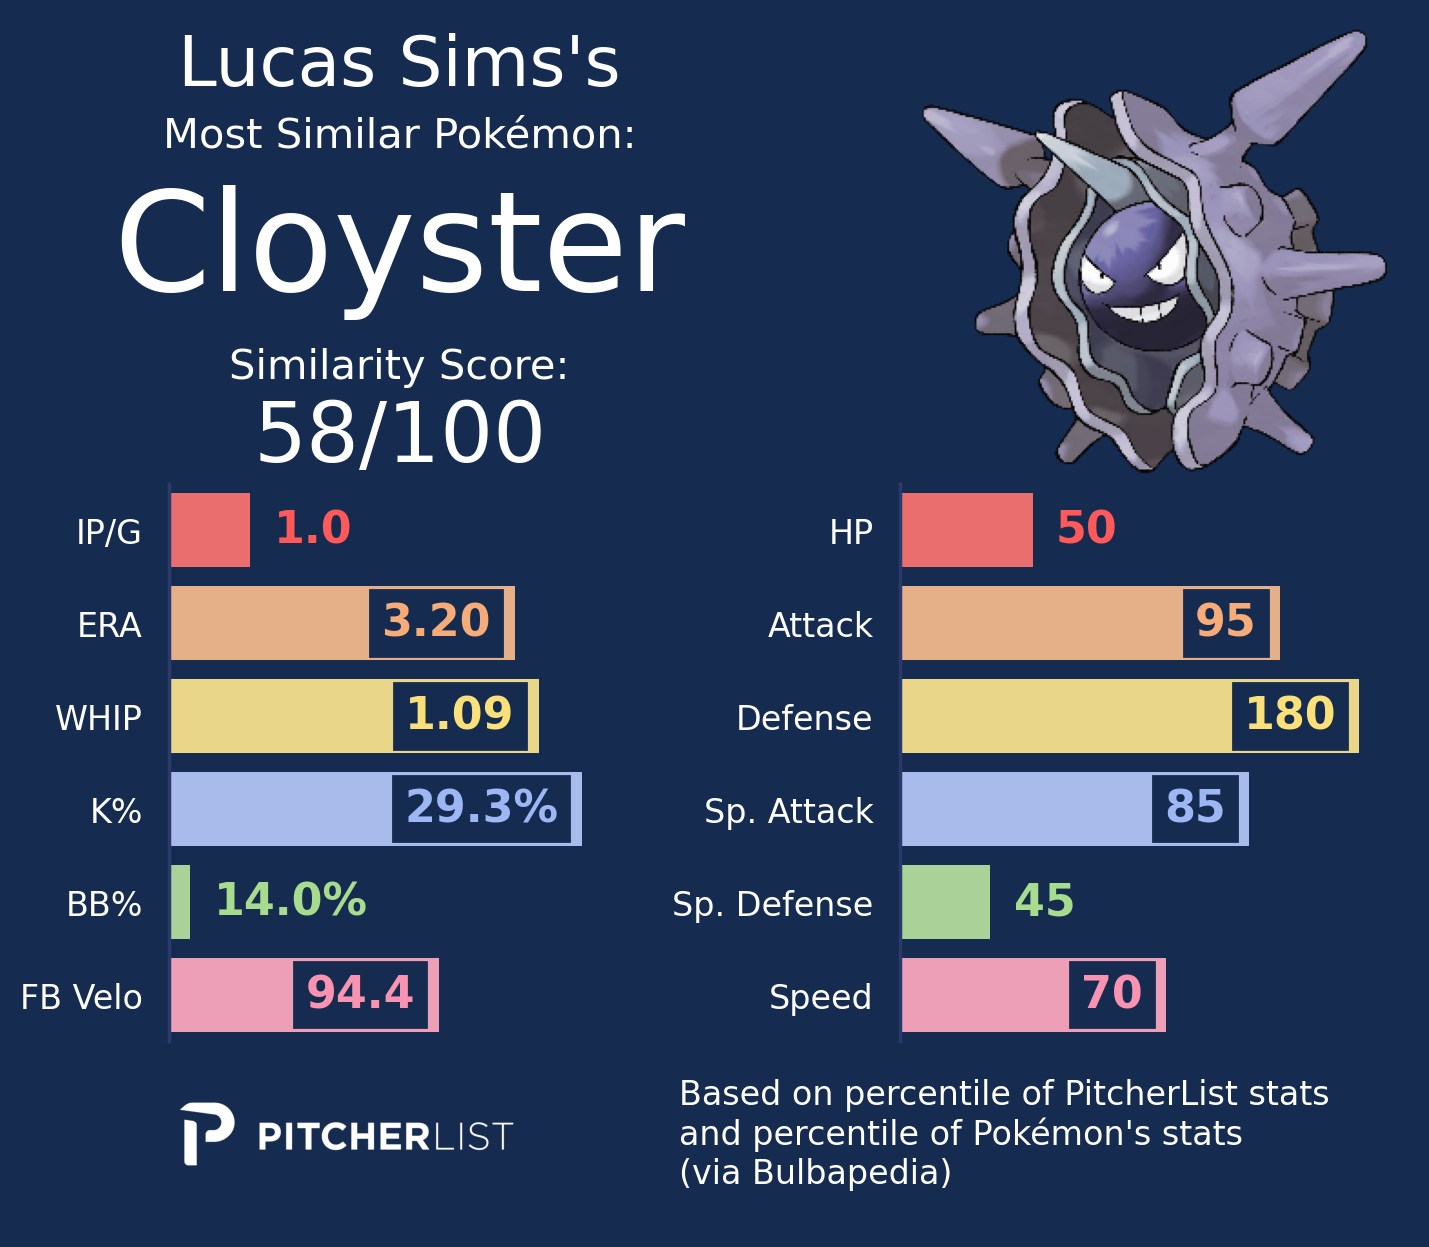 Lucas Sims's
Most Similar Pokémon:
Cloyster
Similarity Score:
58/100
IP/G 1.0
ERA 3.20
WHIP 1.09
K% 29.3%
BB% 14.0%
FB Velo 94.4
HP 50
Attack 95
Defense 180
Sp. Attack 85
Sp. Defense 45
Speed 70
PITCHERLIST
Based on percentile of PitcherList stats
and percentile of Pokémon's stats
(via Bulbapedia)